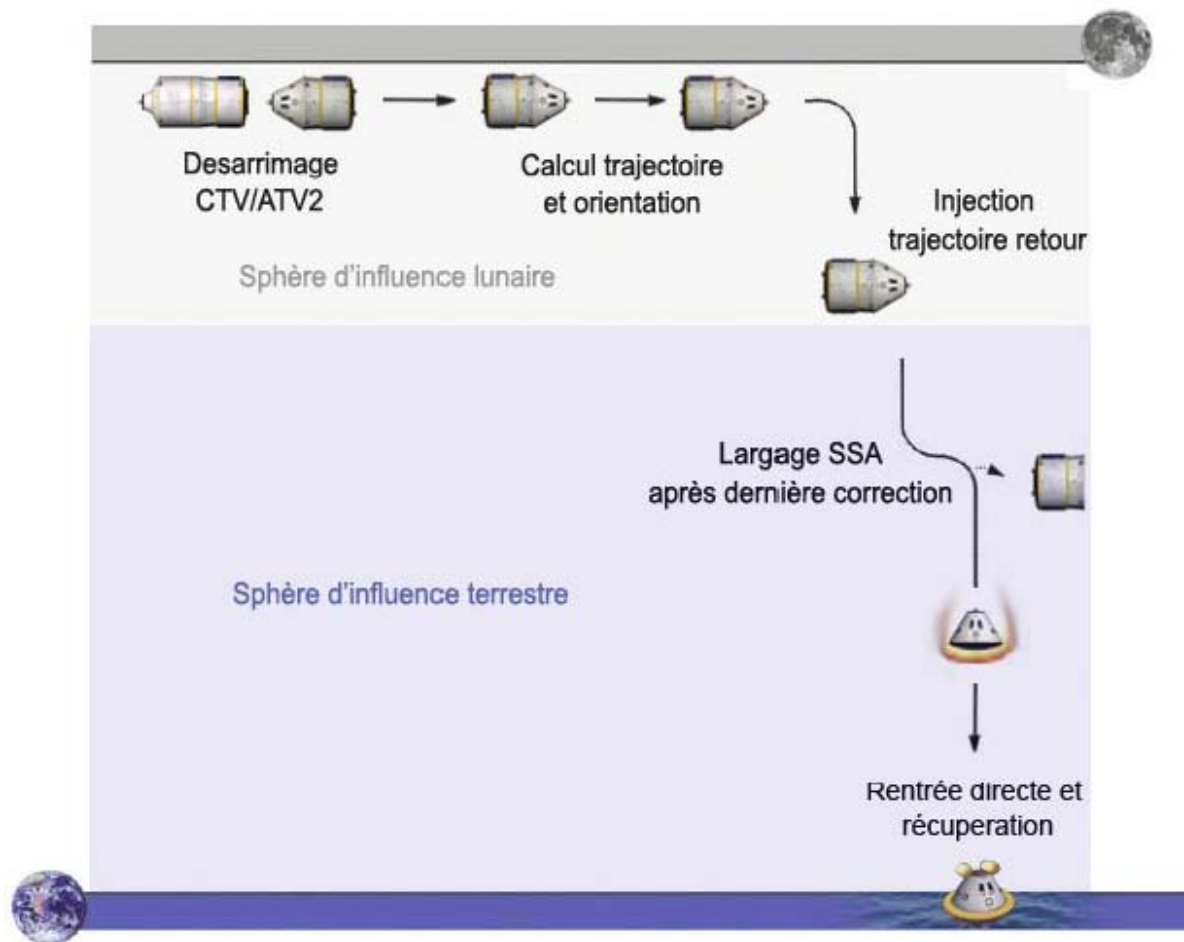 Desarrimage
CTV/ATV2
Calcul trajectoire
et orientation
Injection
trajectoire retour
Sphère d'influence lunaire
Largage SSA
après dernière correction
Sphère d'influence terrestre
Rentrée directe et
récuperation